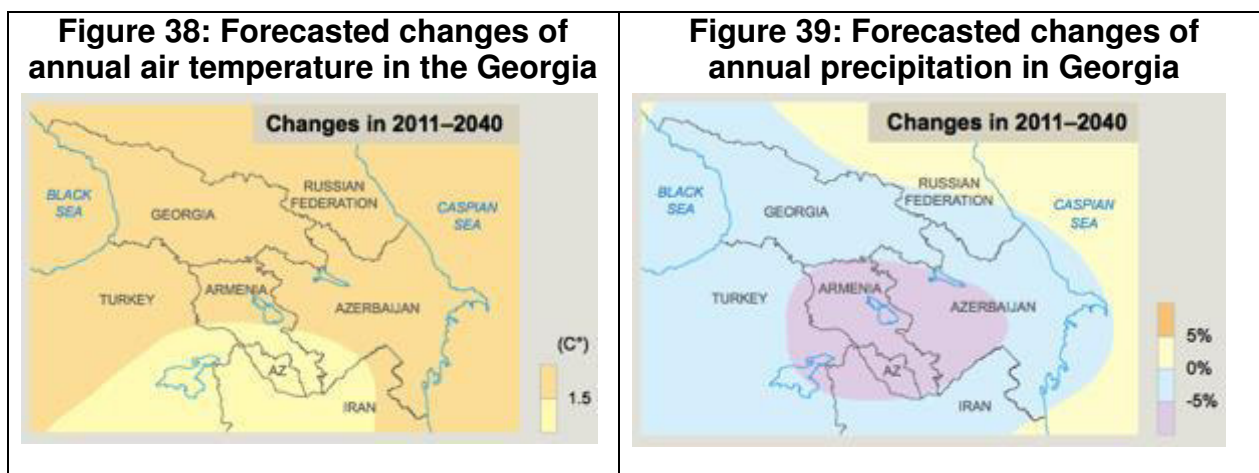 Figure 38: Forecasted changes of
annual air temperature in the Georgia
Changes in 2011–2040
BLACK
SEA
GEORGIA
RUSSIAN
FEDERATION
CASPIAN
SEA
TURKEY
ARMENIA
AZERBAIJAN
AZ
IRAN
(C°)
1.5
Figure 39: Forecasted changes of
annual precipitation in Georgia
Changes in 2011–2040
BLACK
SEA
GEORGIA
RUSSIAN
FEDERATION
CASPIAN
SEA
TURKEY
ARMENIA
AZERBAIJAN
AZ
IRAN
5%
0%
-5%